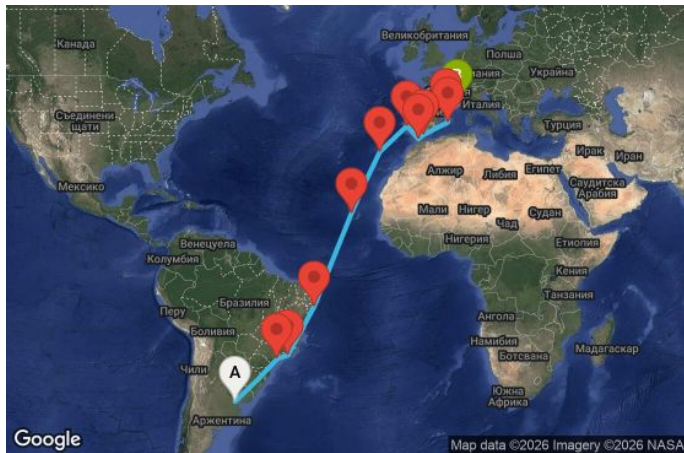 Канада
Великобритания
Полша
Украйна
Италия
Съединени
щати
Турция
Ирак
Иран
Алжир
Либия
Египет
Саудитска
Арабия
Мексико
Мали
Нигер
Чад
Судан
Венецуела
Нигерия
Етиопия
Колумбия
Кения
Танзания
Перу
Бразилия
Ангола
Боливия
Намибия
Ботсвана
Мадагаскар
Чили
A
Южна
Африка
Аржентина
Google
Map data ©2026 Imagery ©2026 NASA